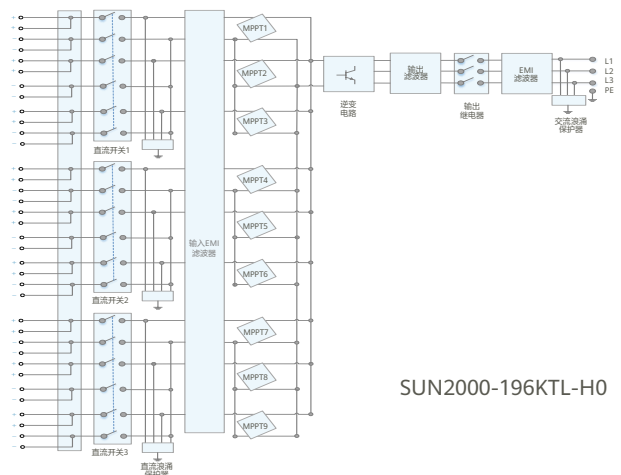 MPPT1
MPPT2
MPPT3
直流开关1
MPPT4
MPPT5
MPPT6
输入EMI
滤波器
直流开关2
MPPT7
MPPT8
MPPT9
直流开关3
直流浪涌
保护器
逆变
电路
输出
滤波器
输出
继电器
EMI
滤波器
L1
L2
L3
PE
交流浪涌
保护器
SUN2000-196KTL-H0